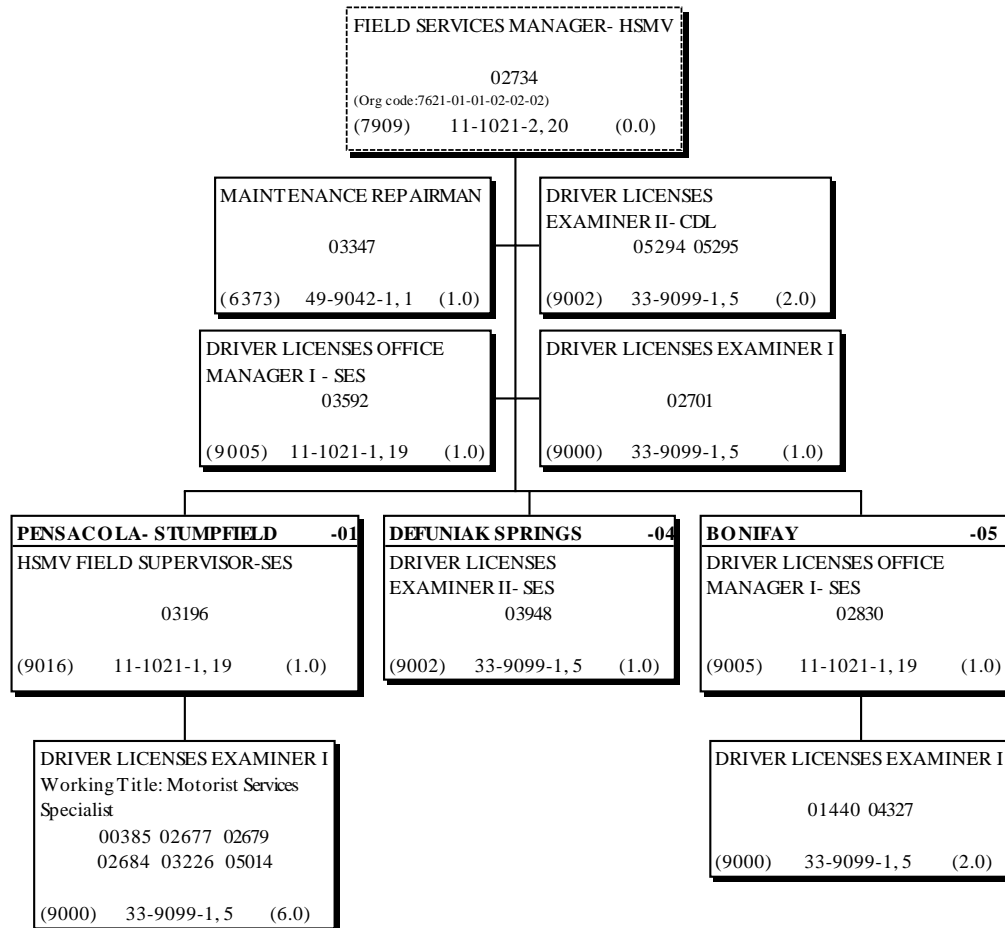 FIELD SERVICES MANAGER- HSMV
02734
(Org code:7621-01-01-02-02-02)
(7909) 11-1021-2, 20 (0.0)
MAINTENANCE REPAIRMAN
03347
(6373) 49-9042-1, 1 (1.0)
DRIVER LICENSES
EXAMINER II- CDL
05294 05295
(9002) 33-9099-1, 5 (2.0)
DRIVER LICENSES OFFICE
MANAGER I - SES
03592
(9005) 11-1021-1, 19 (1.0)
DRIVER LICENSES EXAMINER I
02701
(9000) 33-9099-1, 5 (1.0)
PENSACOLA- STUMPFIELD -01
HSMV FIELD SUPERVISOR-SES
03196
(9016) 11-1021-1, 19 (1.0)
DEFUNIAK SPRINGS -04
DRIVER LICENSES
EXAMINER II- SES
03948
(9002) 33-9099-1, 5 (1.0)
BONIFAY -05
DRIVER LICENSES OFFICE
MANAGER I- SES
02830
(9005) 11-1021-1, 19 (1.0)
DRIVER LICENSES EXAMINER I
Working Title: Motorist Services
Specialist
00385 02677 02679
02684 03226 05014
(9000) 33-9099-1, 5 (6.0)
DRIVER LICENSES EXAMINER I
01440 04327
(9000) 33-9099-1, 5 (2.0)